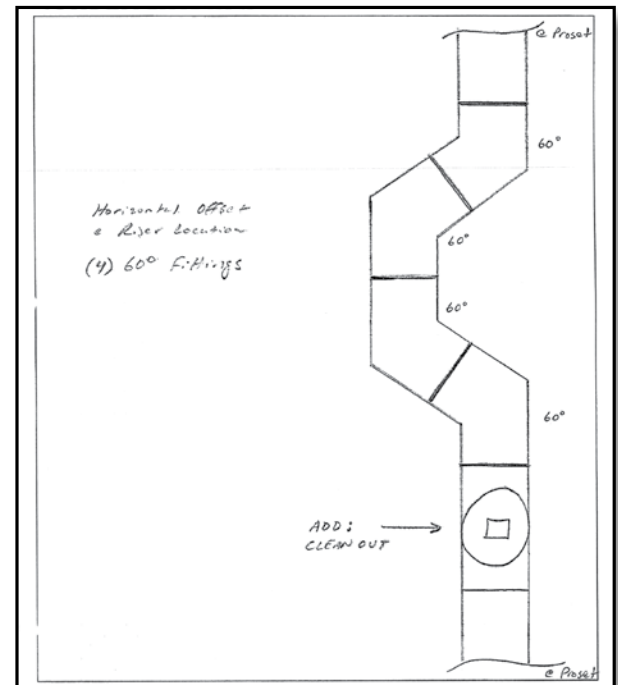 @ Proset
60°
Horizontal Offset
@ Riser Location
(4) 60° Fittings
60°
60°
60°
ADD:
CLEAN OUT
@ Proset